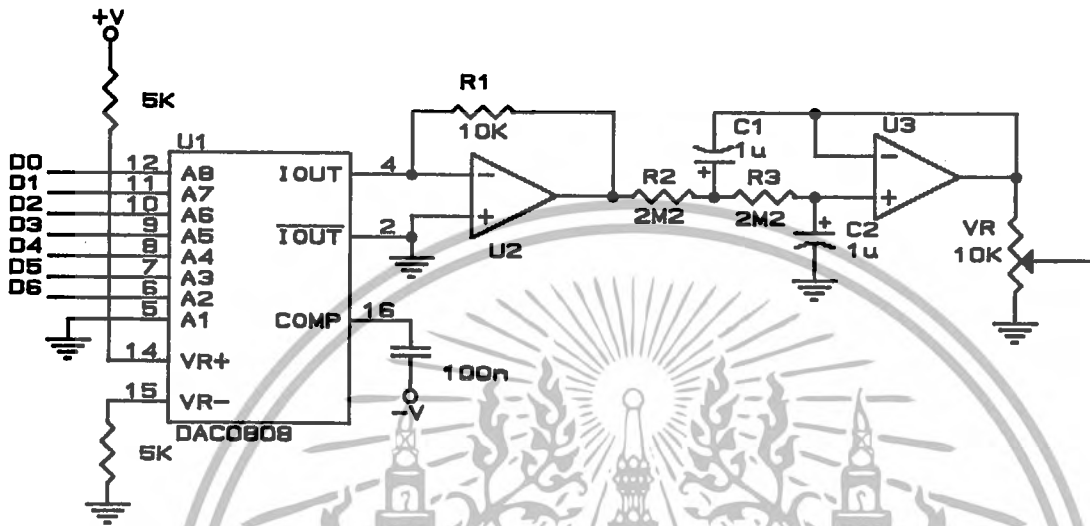 +V
5K
U1
D0 12 A8
D1 11 A7
D2 10 A6
D3 9 A5
D4 8 A4
D5 7 A3
D6 6 A2
5 A1
14 VR+
15 VR-
5K
DAC0808
IOUT 4
IOUT 2
COMP 16
100n
-V
R1
10K
-
+
U2
R2
2M2
C1
1u
+
R3
2M2
+
C2
1u
U3
-
+
VR
10K